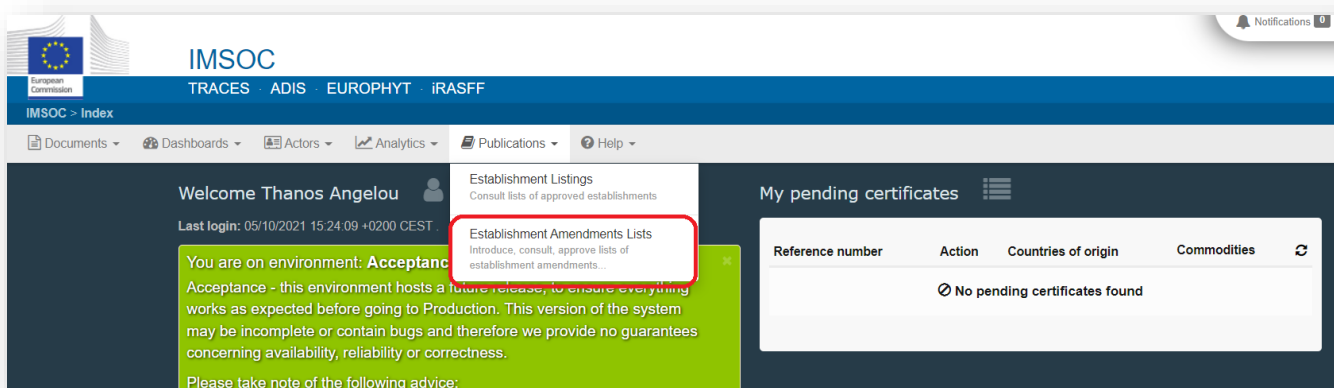 Notifications 0
European
Commission
IMSOC
TRACES · ADIS · EUROPHYT · iRASFF
IMSOC > Index
Documents Dashboards Actors Analytics Publications Help
Establishment Listings
Consult lists of approved establishments
Establishment Amendments Lists
Introduce, consult, approve lists of
establishment amendments...
Welcome Thanos Angelou
Last login: 05/10/2021 15:24:09 +0200 CEST .
You are on environment: Acceptanc
Acceptance - this environment hosts a future release, to ensure everything
works as expected before going to Production. This version of the system
may be incomplete or contain bugs and therefore we provide no guarantees
concerning availability, reliability or correctness.
Please take note of the following advice:
My pending certificates
Reference number Action Countries of origin Commodities
No pending certificates found